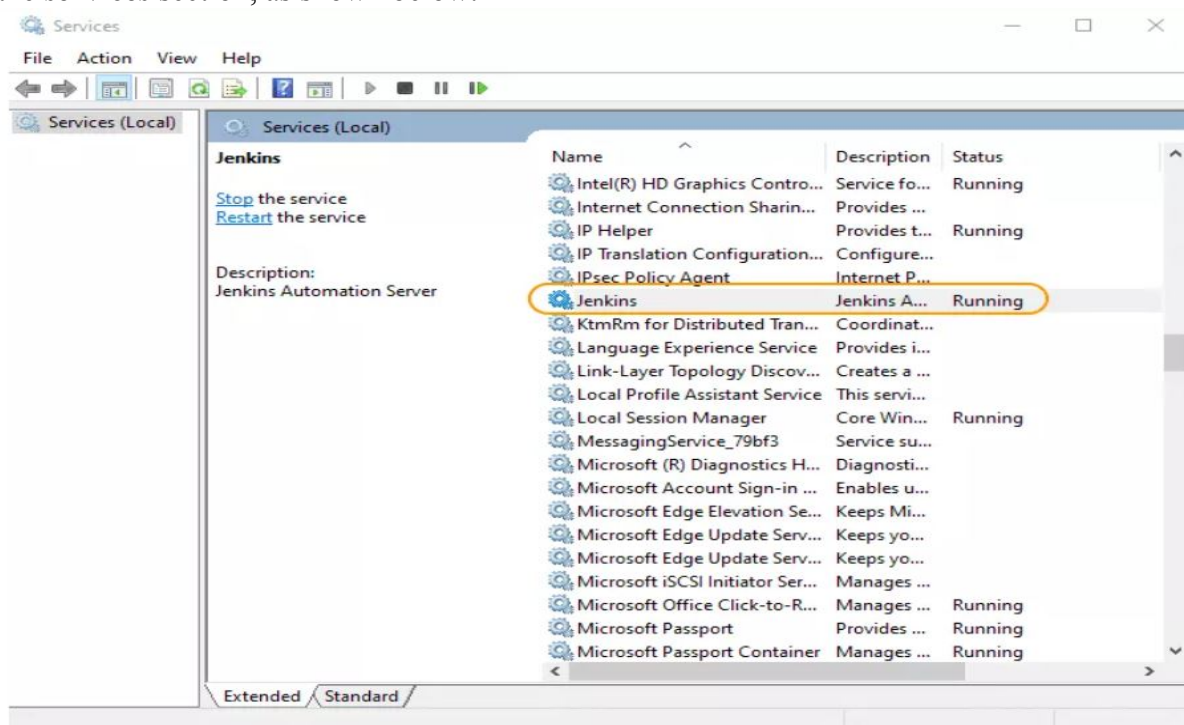 Services
File Action View Help
Services (Local)
Services (Local)
Jenkins
Stop the service
Restart the service
Description:
Jenkins Automation Server
Name Description Status
Intel(R) HD Graphics Contro... Service fo... Running
Internet Connection Sharin... Provides ...
IP Helper Provides t... Running
IP Translation Configuration... Configure...
IPsec Policy Agent Internet P...
Jenkins Jenkins A... Running
KtmRm for Distributed Tran... Coordinat...
Language Experience Service Provides i...
Link-Layer Topology Discov... Creates a ...
Local Profile Assistant Service This servi...
Local Session Manager Core Win... Running
MessagingService_79bf3 Service su...
Microsoft (R) Diagnostics H... Diagnosti...
Microsoft Account Sign-in ... Enables u...
Microsoft Edge Elevation Se... Keeps Mi...
Microsoft Edge Update Serv... Keeps yo...
Microsoft Edge Update Serv... Keeps yo...
Microsoft iSCSI Initiator Ser... Manages ...
Microsoft Office Click-to-R... Manages ... Running
Microsoft Passport Provides ... Running
Microsoft Passport Container Manages ... Running
Extended Standard